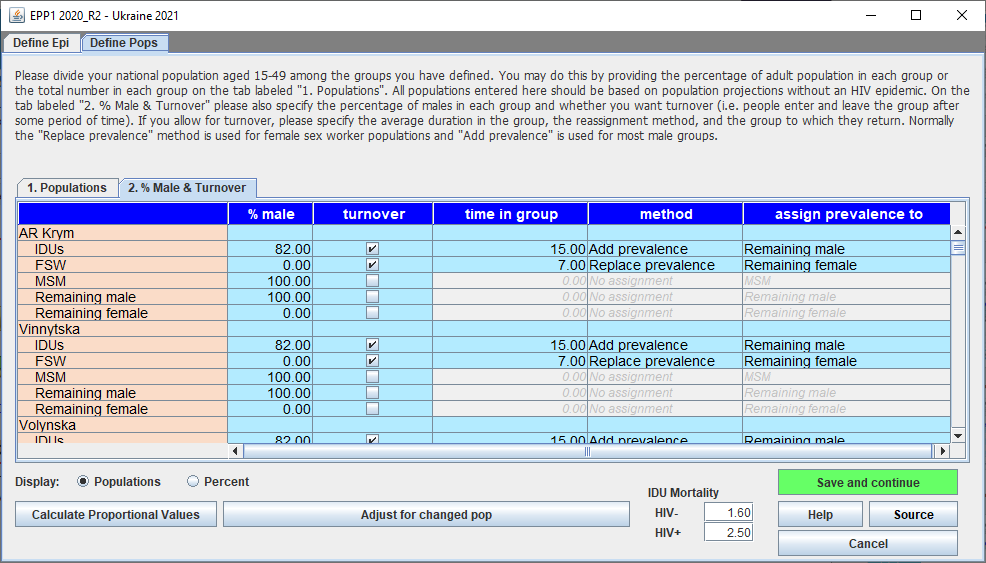 EPP1 2020_R2 - Ukraine 2021
Define Epi Define Pops
Please divide your national population aged 15-49 among the groups you have defined. You may do this by providing the percentage of adult population in each group or
the total number in each group on the tab labeled "1. Populations". All populations entered here should be based on population projections without an HIV epidemic. On the
tab labeled "2. % Male & Turnover" please also specify the percentage of males in each group and whether you want turnover (i.e. people enter and leave the group after
some period of time). If you allow for turnover, please specify the average duration in the group, the reassignment method, and the group to which they return. Normally
the "Replace prevalence" method is used for female sex worker populations and "Add prevalence" is used for most male groups.
1. Populations 2. % Male & Turnover
% male turnover time in group method assign prevalence to
AR Krym
IDUs 82.00 15.00 Add prevalence Remaining male
FSW 0.00 7.00 Replace prevalence Remaining female
MSM 100.00 0.00 No assignment MSM
Remaining male 100.00 0.00 No assignment Remaining male
Remaining female 0.00 0.00 No assignment Remaining female
Vinnytska
IDUs 82.00 15.00 Add prevalence Remaining male
FSW 0.00 7.00 Replace prevalence Remaining female
MSM 100.00 0.00 No assignment MSM
Remaining male 100.00 0.00 No assignment Remaining male
Remaining female 0.00 0.00 No assignment Remaining female
Volynska
IDUs 82.00 15.00 Add prevalence Remaining male
Display: Populations Percent
Save and continue
IDU Mortality
Calculate Proportional Values Adjust for changed pop HIV- 1.60 Help Source
HIV+ 2.50
Cancel